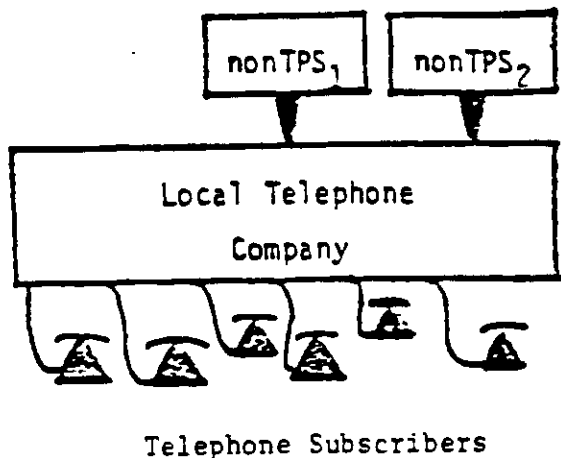 nonTPS1
nonTPS2
Local Telephone
Company
Telephone Subscribers